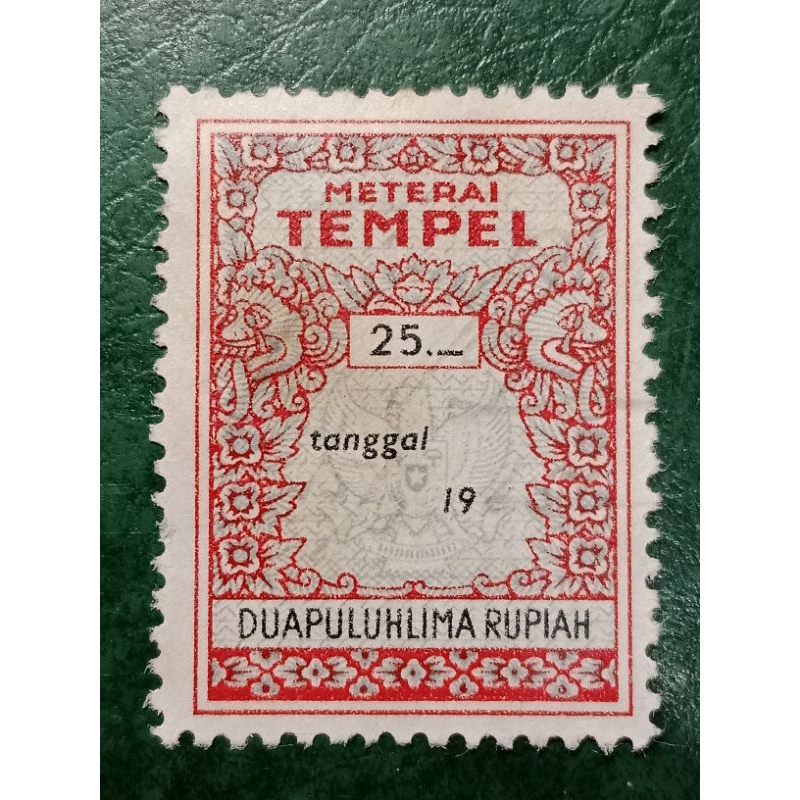 METERAI
TEMPEL
25.—
tanggal
19
DUAPULUHLIMA RUPIAH